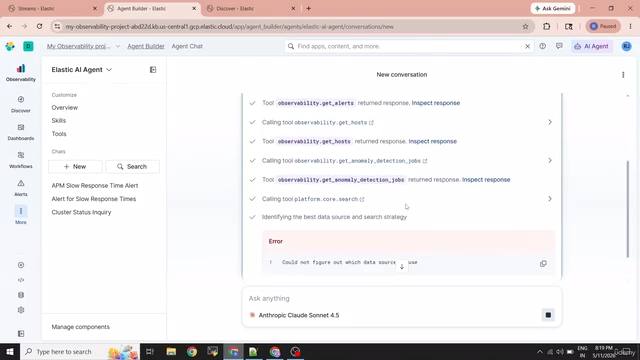 Streams - Elastic
Agent Builder - Elastic
Discover - Elastic
Ask Gemini
my-observability-project-abd22d.kb.us-central1.gcp.elastic.cloud/app/agent_builder/agents/elastic-ai-agent/conversations/new
Paused
D
My Observability proj...
Agent Builder
Agent Chat
Find apps, content, and more.
AI Agent
RJ
Observability
Discover
Dashboards
Workflows
Alerts
More
Elastic AI Agent
Customize
Overview
Skills
Tools
Chats
+ New
Search
APM Slow Response Time Alert
Alert for Slow Response Times
Cluster Status Inquiry
Manage components
New conversation
Tool observability.get_alerts returned response. Inspect response
Calling tool observability.get_hosts
Tool observability.get_hosts returned response. Inspect response
Calling tool observability.get_anomaly_detection_jobs
Tool observability.get_anomaly_detection_jobs returned response. Inspect response
Calling tool platform.core.search
Identifying the best data source and search strategy
Error
1 Could not figure out which data source use
Ask anything
Anthropic Claude Sonnet 4.5
Type here to search
ENG
IN
8:19 PM
5/11/2026
Udemy